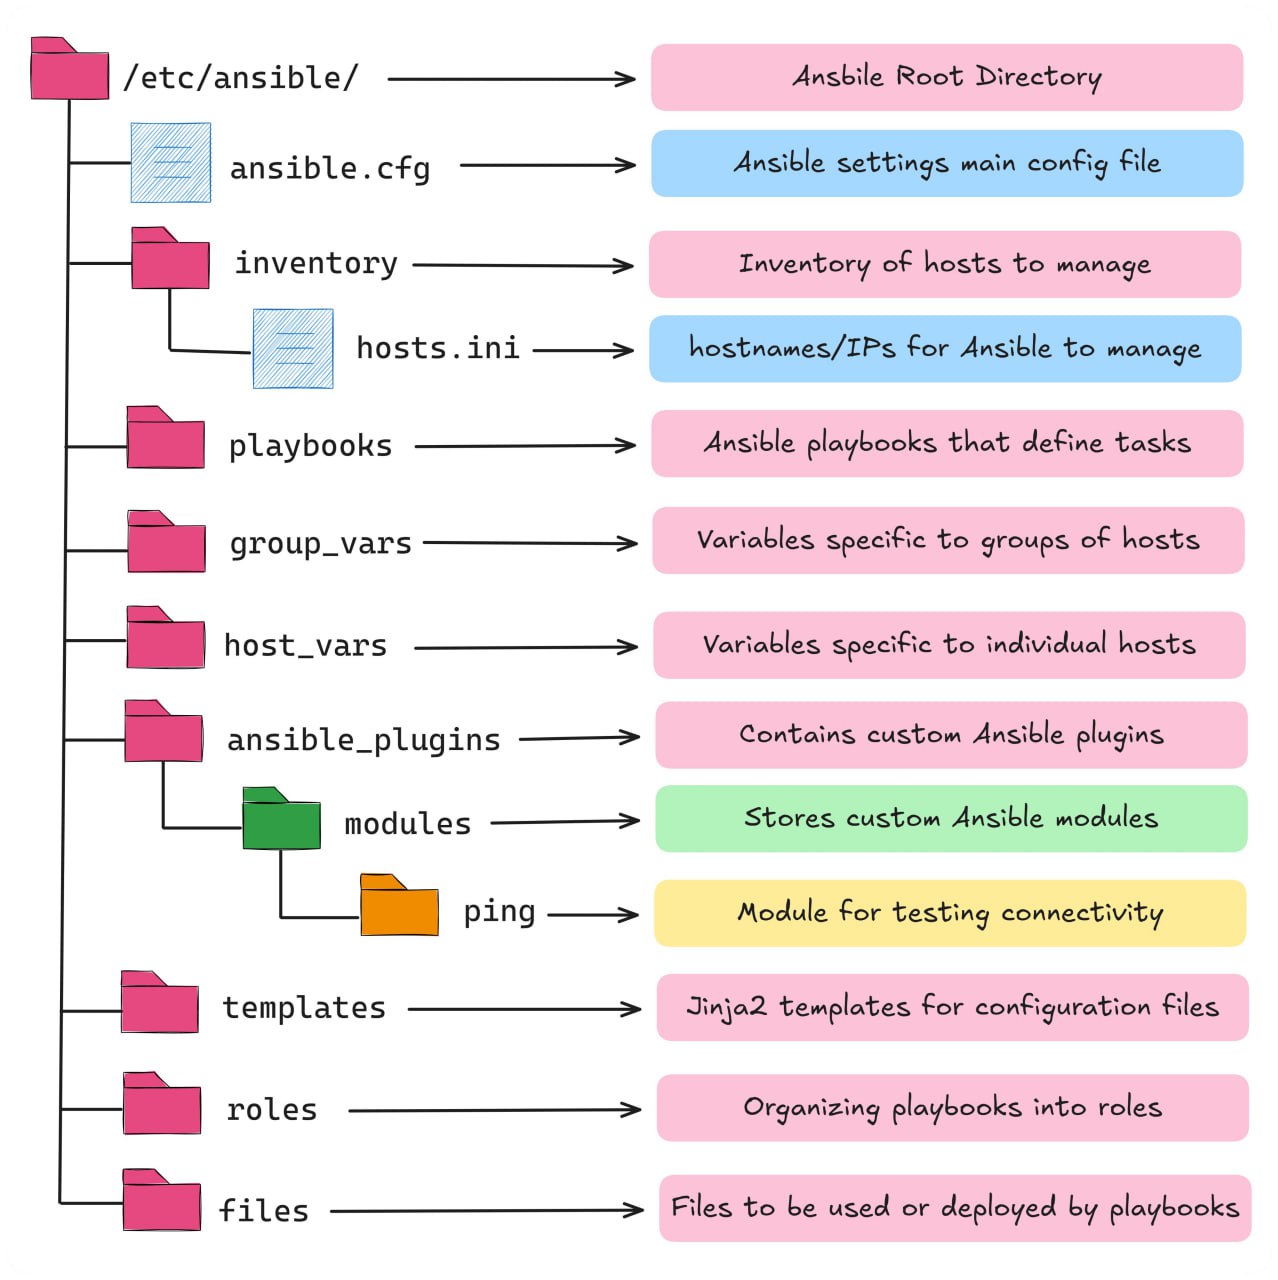 /etc/ansible/ Ansbile Root Directory
ansible.cfg Ansible settings main config file
inventory Inventory of hosts to manage
hosts.ini hostnames/IPs for Ansible to manage
playbooks Ansible playbooks that define tasks
group_vars Variables specific to groups of hosts
host_vars Variables specific to individual hosts
ansible_plugins Contains custom Ansible plugins
modules Stores custom Ansible modules
ping Module for testing connectivity
templates Jinja2 templates for configuration files
roles Organizing playbooks into roles
files Files to be used or deployed by playbooks